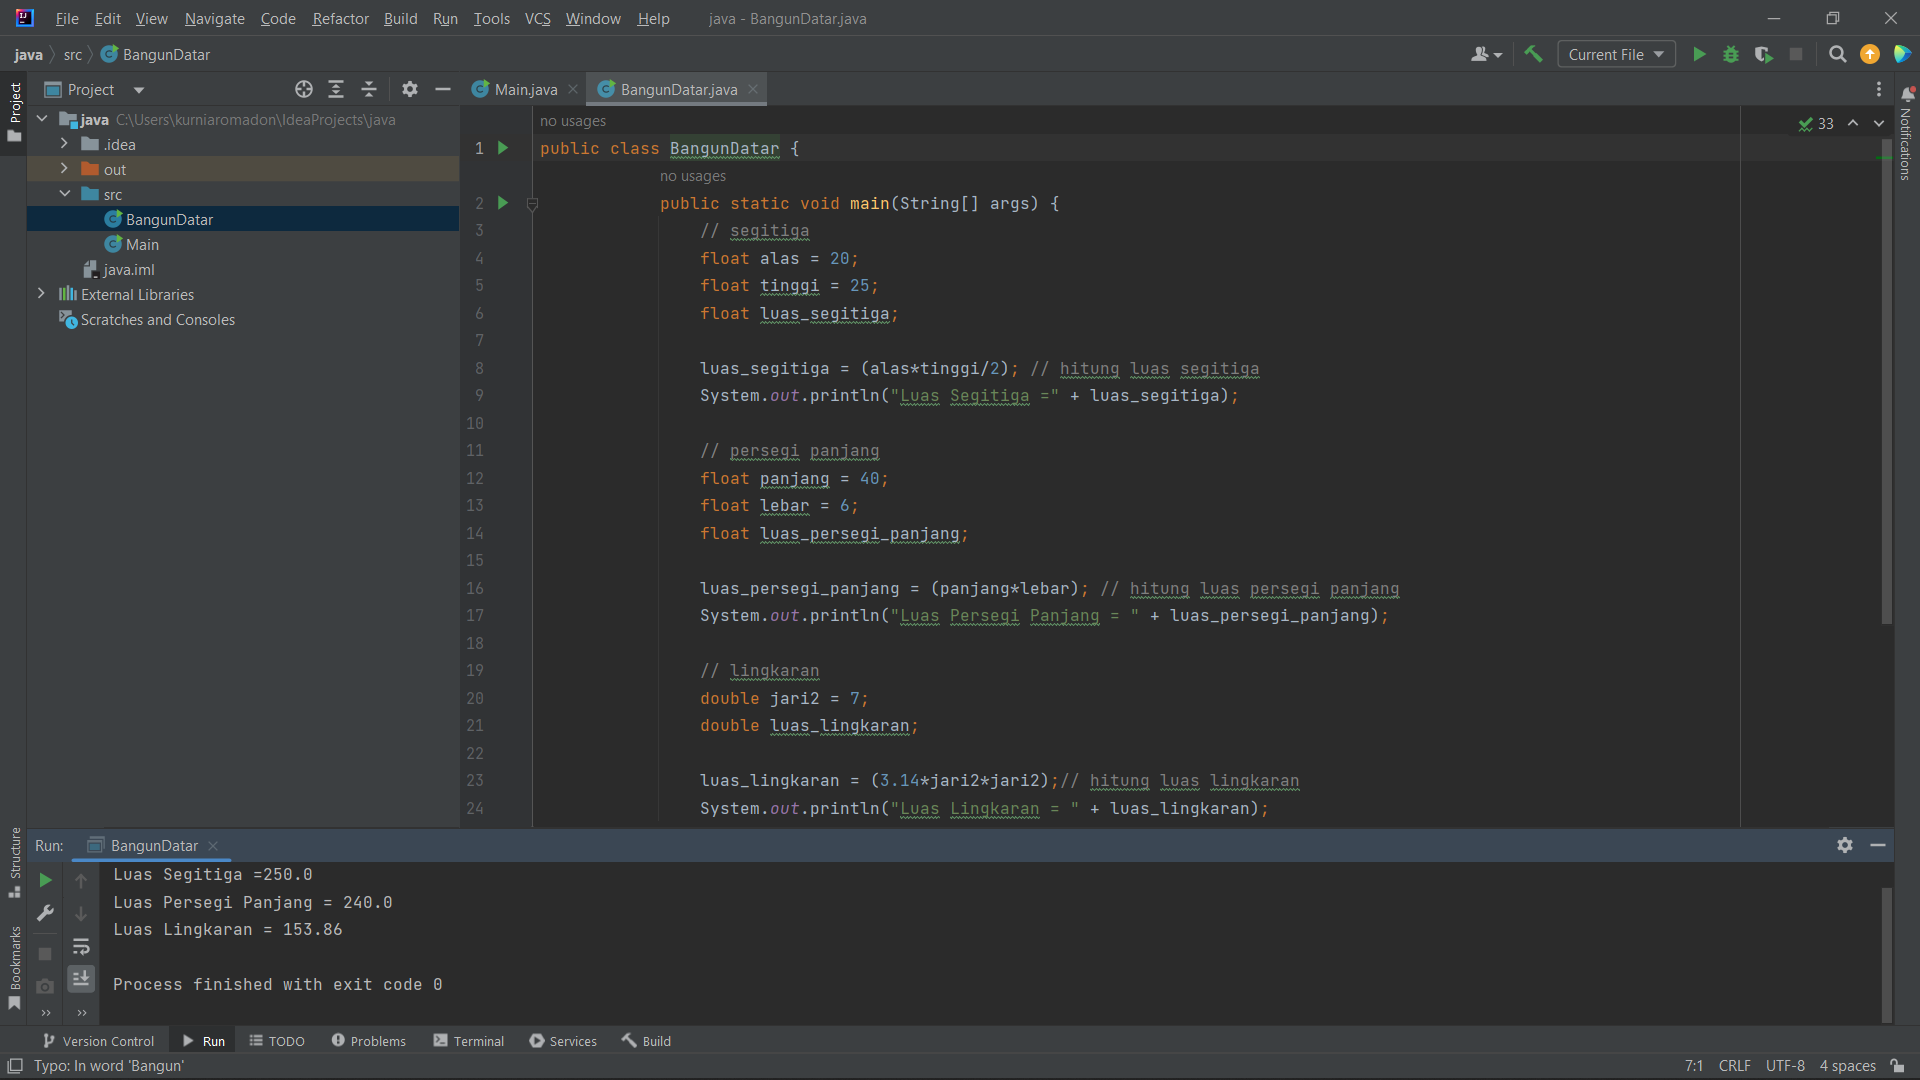 File Edit View Navigate Code Refactor Build Run Tools VCS Window Help java - BangunDatar.java
java src BangunDatar Current File
Project Main.java BangunDatar.java
java C:\Users\kurniaromadon\IdeaProjects\java
.idea
out
src
BangunDatar
Main
java.iml
External Libraries
Scratches and Consoles
Project
Structure
Bookmarks
Notifications
33
no usages
1 public class BangunDatar {
no usages
2 public static void main(String[] args) {
3 // segitiga
4 float alas = 20;
5 float tinggi = 25;
6 float luas_segitiga;
7
8 luas_segitiga = (alas*tinggi/2); // hitung luas segitiga
9 System.out.println("Luas Segitiga =" + luas_segitiga);
10
11 // persegi panjang
12 float panjang = 40;
13 float lebar = 6;
14 float luas_persegi_panjang;
15
16 luas_persegi_panjang = (panjang*lebar); // hitung luas persegi panjang
17 System.out.println("Luas Persegi Panjang = " + luas_persegi_panjang);
18
19 // lingkaran
20 double jari2 = 7;
21 double luas_lingkaran;
22
23 luas_lingkaran = (3.14*jari2*jari2);// hitung luas lingkaran
24 System.out.println("Luas Lingkaran = " + luas_lingkaran);
Run: BangunDatar
Luas Segitiga =250.0
Luas Persegi Panjang = 240.0
Luas Lingkaran = 153.86
Process finished with exit code 0
Version Control Run TODO Problems Terminal Services Build
Typo: In word 'Bangun' 7:1 CRLF UTF-8 4 spaces